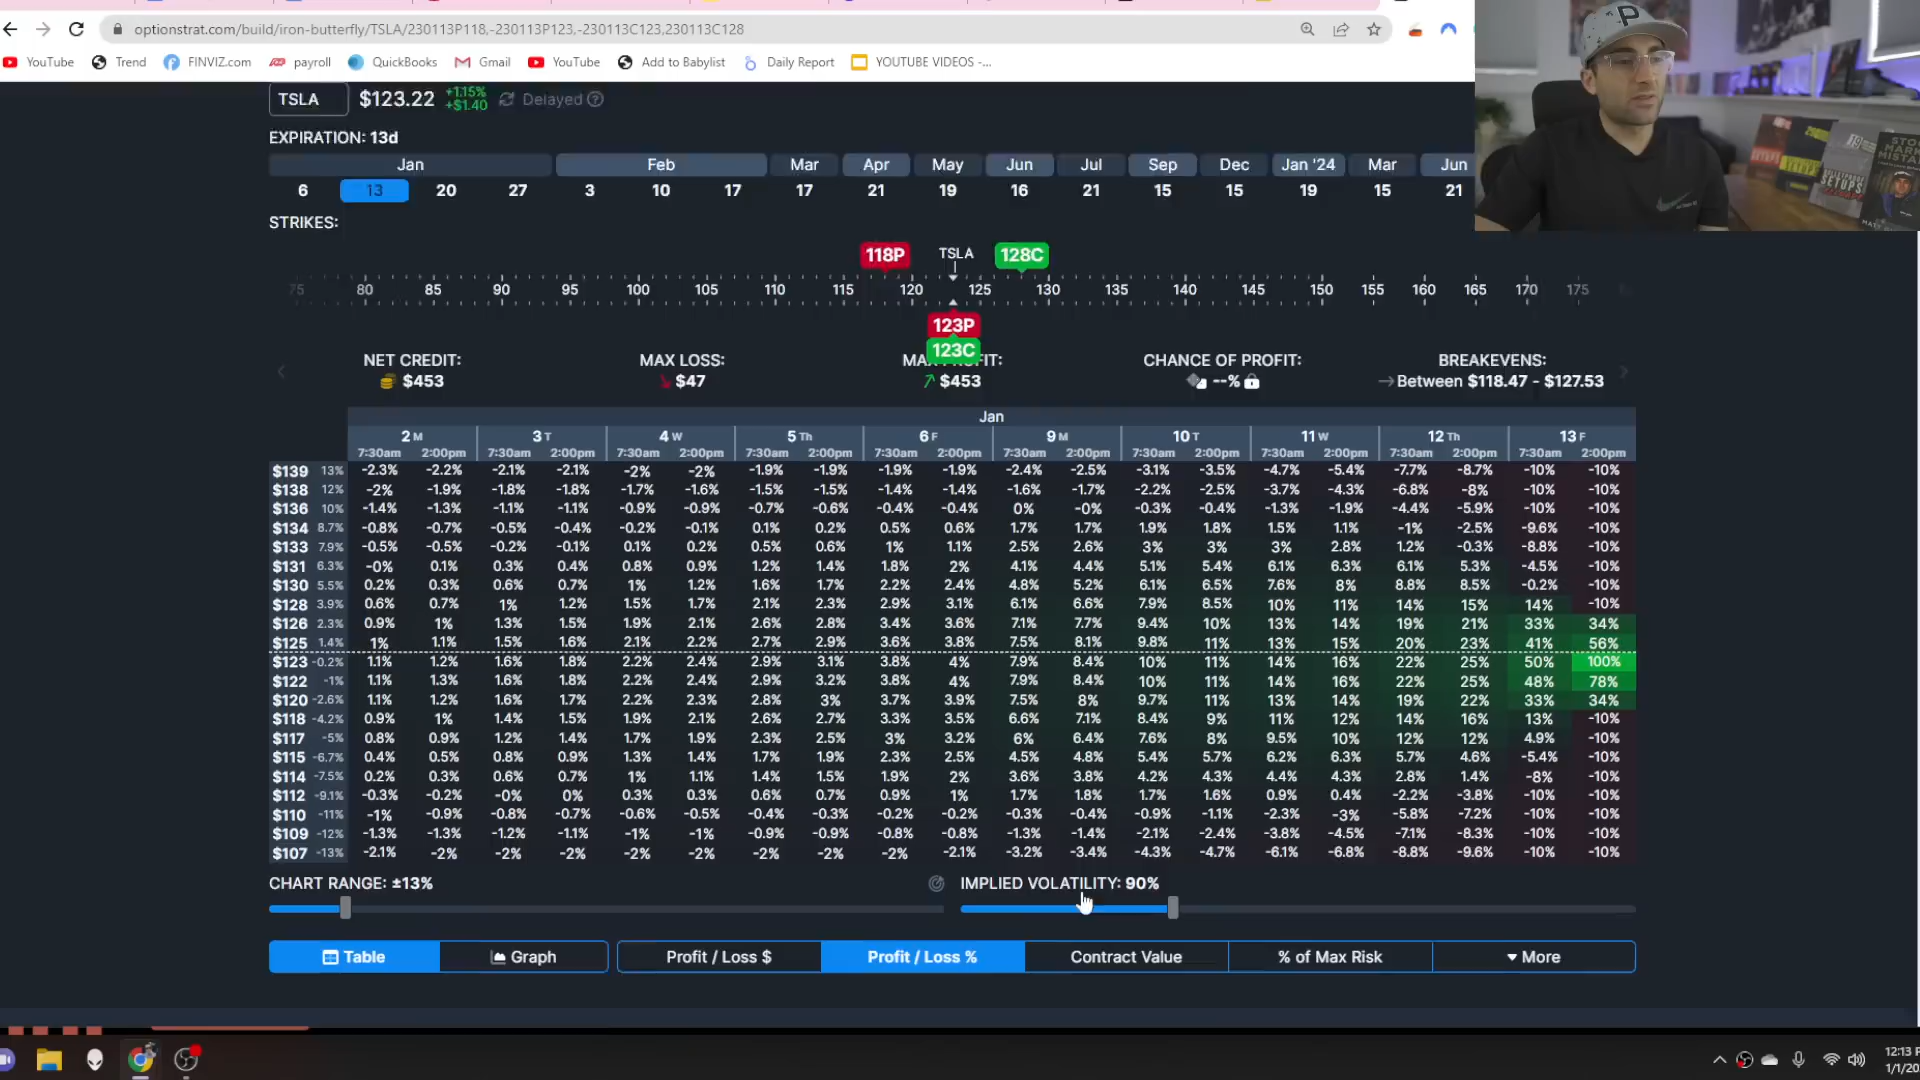 optionstrat.com/build/iron-butterfly/TSLA/230113P118,-230113P123,-230113C123,230113C128
YouTube Trend FINVIZ.com payroll QuickBooks Gmail YouTube Add to Babylist Daily Report YOUTUBE VIDEOS -...
TSLA $123.22 +1.15% +$1.40 Delayed
EXPIRATION: 13d
Jan Feb Mar Apr May Jun Jul Sep Dec Jan '24 Mar Jun
6 13 20 27 3 10 17 17 21 19 16 21 15 15 19 15 21
STRIKES:
118P TSLA 128C
75 80 85 90 95 100 105 110 115 120 125 130 135 140 145 150 155 160 165 170 175
123P
123C
NET CREDIT: MAX LOSS: MAX PROFIT: CHANCE OF PROFIT: BREAKEVENS:
$453 $47 $453 --% Between $118.47 - $127.53
Jan
2 M 3 T 4 W 5 Th 6 F 9 M 10 T 11 W 12 Th 13 F
7:30am 2:00pm 7:30am 2:00pm 7:30am 2:00pm 7:30am 2:00pm 7:30am 2:00pm 7:30am 2:00pm 7:30am 2:00pm 7:30am 2:00pm 7:30am 2:00pm 7:30am 2:00pm
$139 13% -2.3% -2.2% -2.1% -2.1% -2% -2% -1.9% -1.9% -1.9% -1.9% -2.4% -2.5% -3.1% -3.5% -4.7% -5.4% -7.7% -8.7% -10% -10%
$138 12% -2% -1.9% -1.8% -1.8% -1.7% -1.6% -1.5% -1.5% -1.4% -1.4% -1.6% -1.7% -2.2% -2.5% -3.7% -4.3% -6.8% -8% -10% -10%
$136 10% -1.4% -1.3% -1.1% -1.1% -0.9% -0.9% -0.7% -0.6% -0.4% -0.4% 0% -0% -0.3% -0.4% -1.3% -1.9% -4.4% -5.9% -10% -10%
$134 8.7% -0.8% -0.7% -0.5% -0.4% -0.2% -0.1% 0.1% 0.2% 0.5% 0.6% 1.7% 1.7% 1.9% 1.8% 1.5% 1.1% -1% -2.5% -9.6% -10%
$133 7.9% -0.5% -0.5% -0.2% -0.1% 0.1% 0.2% 0.5% 0.6% 1% 1.1% 2.5% 2.6% 3% 3% 3% 2.8% 1.2% -0.3% -8.8% -10%
$131 6.3% -0% 0.1% 0.3% 0.4% 0.8% 0.9% 1.2% 1.4% 1.8% 2% 4.1% 4.4% 5.1% 5.4% 6.1% 6.3% 6.1% 5.3% -4.5% -10%
$130 5.5% 0.2% 0.3% 0.6% 0.7% 1% 1.2% 1.6% 1.7% 2.2% 2.4% 4.8% 5.2% 6.1% 6.5% 7.6% 8% 8.8% 8.5% -0.2% -10%
$128 3.9% 0.6% 0.7% 1% 1.2% 1.5% 1.7% 2.1% 2.3% 2.9% 3.1% 6.1% 6.6% 7.9% 8.5% 10% 11% 14% 15% 14% -10%
$126 2.3% 0.9% 1% 1.3% 1.5% 1.9% 2.1% 2.6% 2.8% 3.4% 3.6% 7.1% 7.7% 9.4% 10% 13% 14% 19% 21% 33% 34%
$125 1.4% 1% 1.1% 1.5% 1.6% 2.1% 2.2% 2.7% 2.9% 3.6% 3.8% 7.5% 8.1% 9.8% 11% 13% 15% 20% 23% 41% 56%
$123 -0.2% 1.1% 1.2% 1.6% 1.8% 2.2% 2.4% 2.9% 3.1% 3.8% 4% 7.9% 8.4% 10% 11% 14% 16% 22% 25% 50% 100%
$122 -1% 1.1% 1.3% 1.6% 1.8% 2.2% 2.4% 2.9% 3.2% 3.8% 4% 7.9% 8.4% 10% 11% 14% 16% 22% 25% 48% 78%
$120 -2.6% 1.1% 1.2% 1.6% 1.7% 2.2% 2.3% 2.8% 3% 3.7% 3.9% 7.5% 8% 9.7% 11% 13% 14% 19% 22% 33% 34%
$118 -4.2% 0.9% 1% 1.4% 1.5% 1.9% 2.1% 2.6% 2.7% 3.3% 3.5% 6.6% 7.1% 8.4% 9% 11% 12% 14% 16% 13% -10%
$117 -5% 0.8% 0.9% 1.2% 1.4% 1.7% 1.9% 2.3% 2.5% 3% 3.2% 6% 6.4% 7.6% 8% 9.5% 10% 12% 12% 4.9% -10%
$115 -6.7% 0.4% 0.5% 0.8% 0.9% 1.3% 1.4% 1.7% 1.9% 2.3% 2.5% 4.5% 4.8% 5.4% 5.7% 6.2% 6.3% 5.7% 4.6% -5.4% -10%
$114 -7.5% 0.2% 0.3% 0.6% 0.7% 1% 1.1% 1.4% 1.5% 1.9% 2% 3.6% 3.8% 4.2% 4.3% 4.4% 4.3% 2.8% 1.4% -8% -10%
$112 -9.1% -0.3% -0.2% -0% 0% 0.3% 0.3% 0.6% 0.7% 0.9% 1% 1.7% 1.8% 1.7% 1.6% 0.9% 0.4% -2.2% -3.8% -10% -10%
$110 -11% -1% -0.9% -0.8% -0.7% -0.6% -0.5% -0.4% -0.3% -0.2% -0.2% -0.3% -0.4% -0.9% -1.1% -2.3% -3% -5.8% -7.2% -10% -10%
$109 -12% -1.3% -1.3% -1.2% -1.1% -1% -1% -0.9% -0.9% -0.8% -0.8% -1.3% -1.4% -2.1% -2.4% -3.8% -4.5% -7.1% -8.3% -10% -10%
$107 -13% -2.1% -2% -2% -2% -2% -2% -2% -2% -2% -2.1% -3.2% -3.4% -4.3% -4.7% -6.1% -6.8% -8.8% -9.6% -10% -10%
CHART RANGE: ±13% IMPLIED VOLATILITY: 90%
Table Graph Profit / Loss $ Profit / Loss % Contract Value % of Max Risk More
12:13